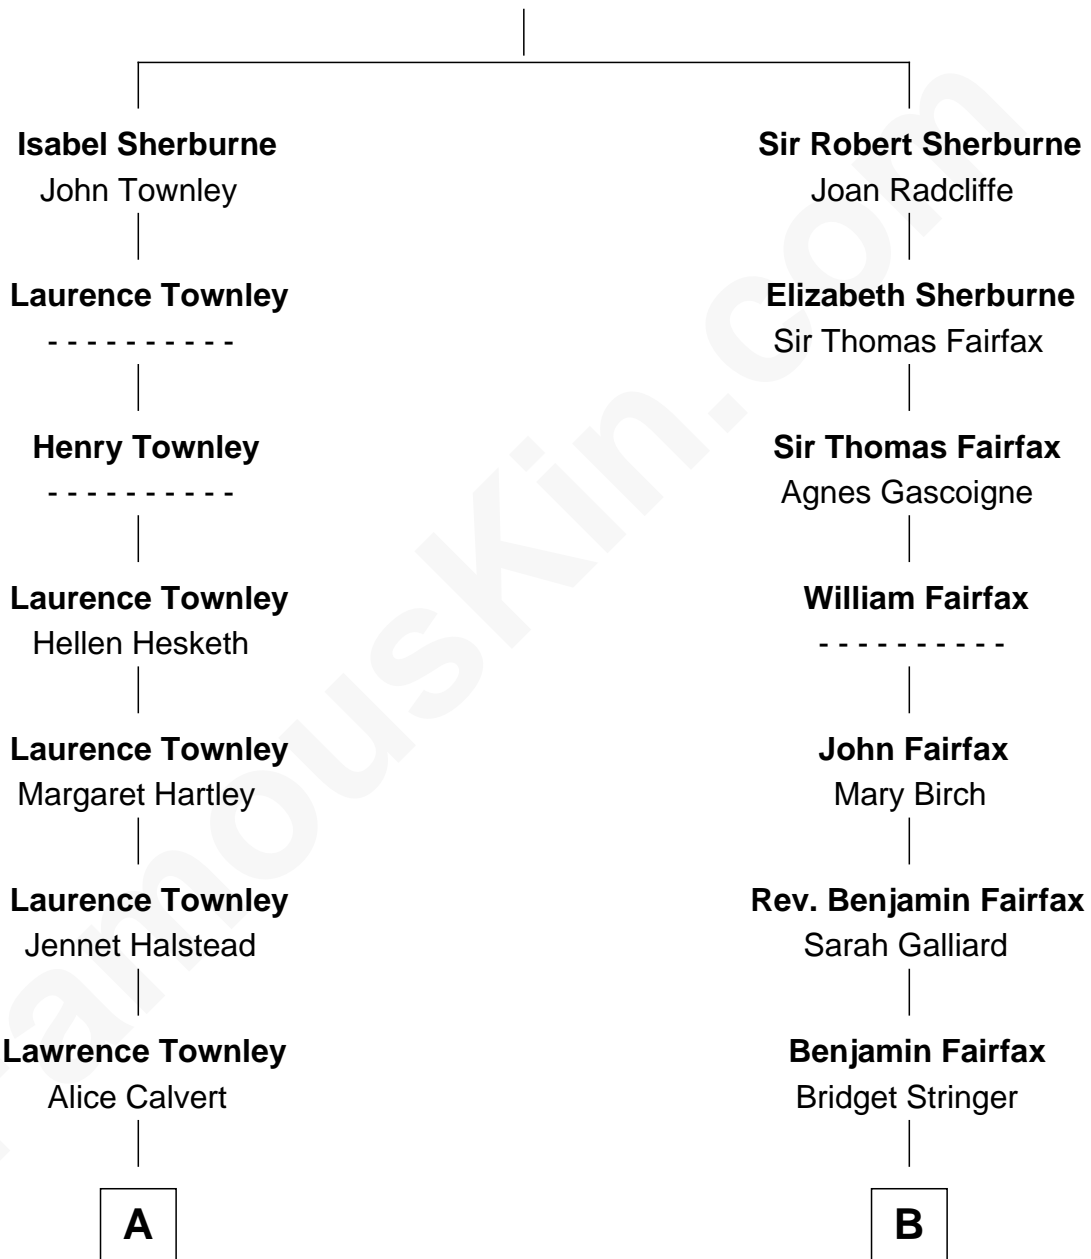 Isabel Sherburne
John Townley
Laurence Townley
- - - - - - - - - -
Henry Townley
- - - - - - - - - -
Laurence Townley
Hellen Hesketh
Laurence Townley
Margaret Hartley
Laurence Townley
Jennet Halstead
Lawrence Townley
Alice Calvert
A
Sir Robert Sherburne
Joan Radcliffe
Elizabeth Sherburne
Sir Thomas Fairfax
Sir Thomas Fairfax
Agnes Gascoigne
William Fairfax
- - - - - - - - - -
John Fairfax
Mary Birch
Rev. Benjamin Fairfax
Sarah Galliard
Benjamin Fairfax
Bridget Stringer
B
FamousKin.com